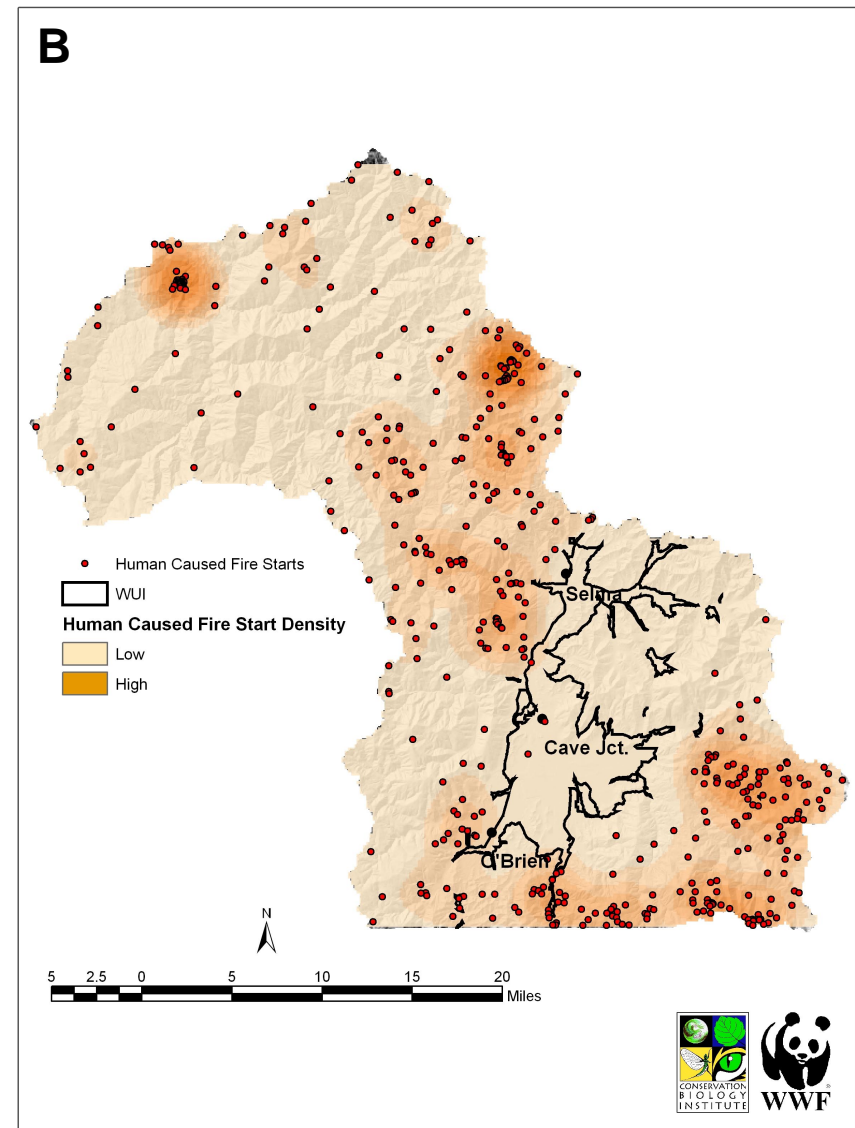 B
Human Caused Fire Starts
WUI
Human Caused Fire Start Density
Low
High
Selma
Cave Jct.
O'Brien
N
5 2.5 0 5 10 15 20
Miles
CONSERVATION
BIOLOGY
INSTITUTE
WWF
®